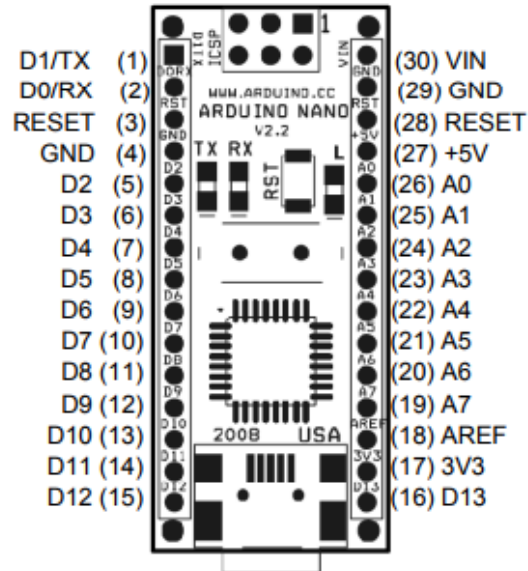 D1/TX (1)
D0/RX (2)
RESET (3)
GND (4)
D2 (5)
D3 (6)
D4 (7)
D5 (8)
D6 (9)
D7 (10)
D8 (11)
D9 (12)
D10 (13)
D11 (14)
D12 (15)
D1TX
ICSP
1
VIN
WWW.ARDUINO.CC
ARDUINO NANO
V2.2
TX RX
RST
L
2008 USA
RST
GND
D2
D3
D4
D5
D6
D7
D8
D9
D10
D11
D12
GND
RST
+5V
A0
A1
A2
A3
A4
A5
A6
A7
AREF
3V3
D13
(30) VIN
(29) GND
(28) RESET
(27) +5V
(26) A0
(25) A1
(24) A2
(23) A3
(22) A4
(21) A5
(20) A6
(19) A7
(18) AREF
(17) 3V3
(16) D13